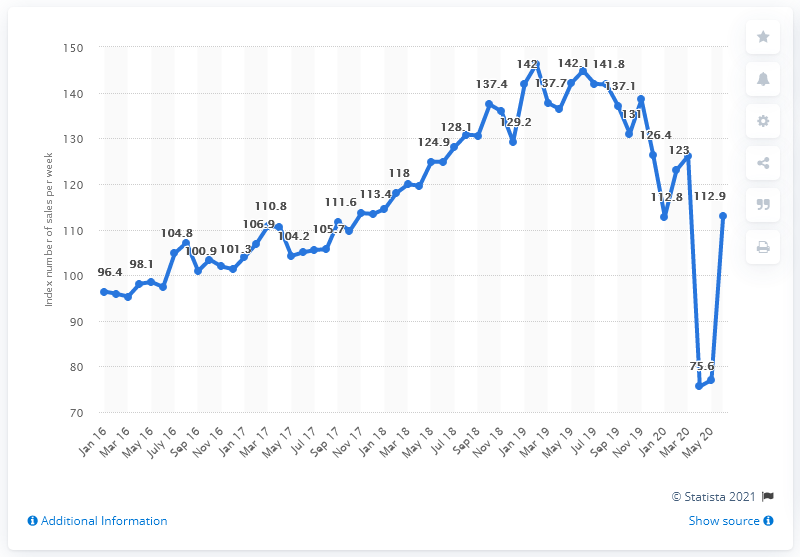 150
140
130
120
110
100
90
80
70
Index number of sales per week
96.4
98.1
104.8
100.9
101.3
106.9
110.8
104.2
105.7
111.6
113.4
118
124.9
128.1
137.4
129.2
142
137.7
142.1
141.8
137.1
131
126.4
112.8
123
75.6
112.9
Jan 16
Mar 16
May 16
July 16
Sep 16
Nov 16
Jan 17
Mar 17
May 17
Jul 17
Sep 17
Nov 17
Jan 18
Mar 18
May 18
Jul 18
Sep18
Nov 18
Jan 19
Mar 19
May 19
Jul 19
Sep 19
Nov 19
Jan 20
Mar 20
May 20
© Statista 2021
Additional Information
Show source